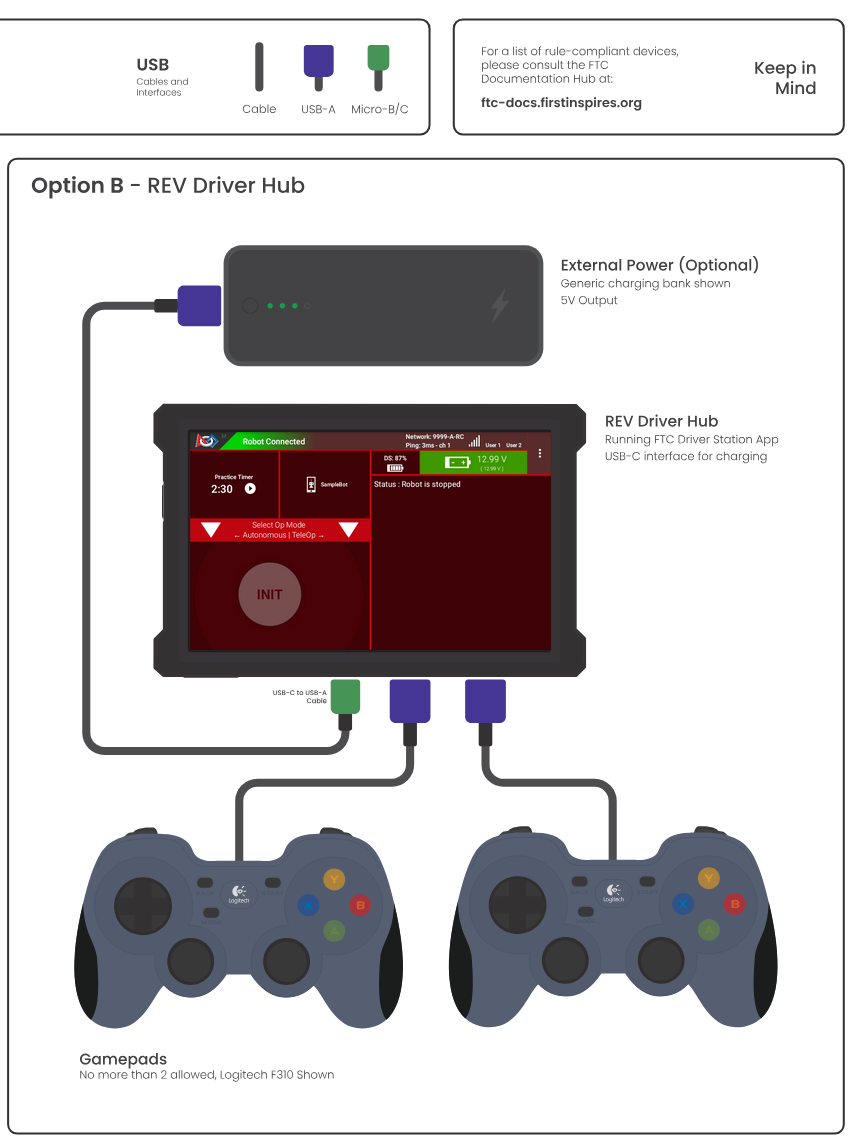 USB
Cables and
Interfaces
Cable
USB-A
Micro-B/C
For a list of rule-compliant devices,
please consult the FTC
Documentation Hub at:
ftc-docs.firstinspires.org
Keep in
Mind
Option B - REV Driver Hub
External Power (Optional)
Generic charging bank shown
5V Output
REV Driver Hub
Running FTC Driver Station App
USB-C interface for charging
Robot Connected
Network: 9999-A-RC
Ping: 3ms - ch 1
User 1
User 2
DS: 87%
12.99 V
( 12.99 V )
Practice Timer
2:30
SampleBot
Status : Robot is stopped
Select Op Mode
← Autonomous | TeleOp →
INIT
USB-C to USB-A
Cable
Logitech
Y
X
B
A
Logitech
Y
X
B
A
Gamepads
No more than 2 allowed, Logitech F310 Shown